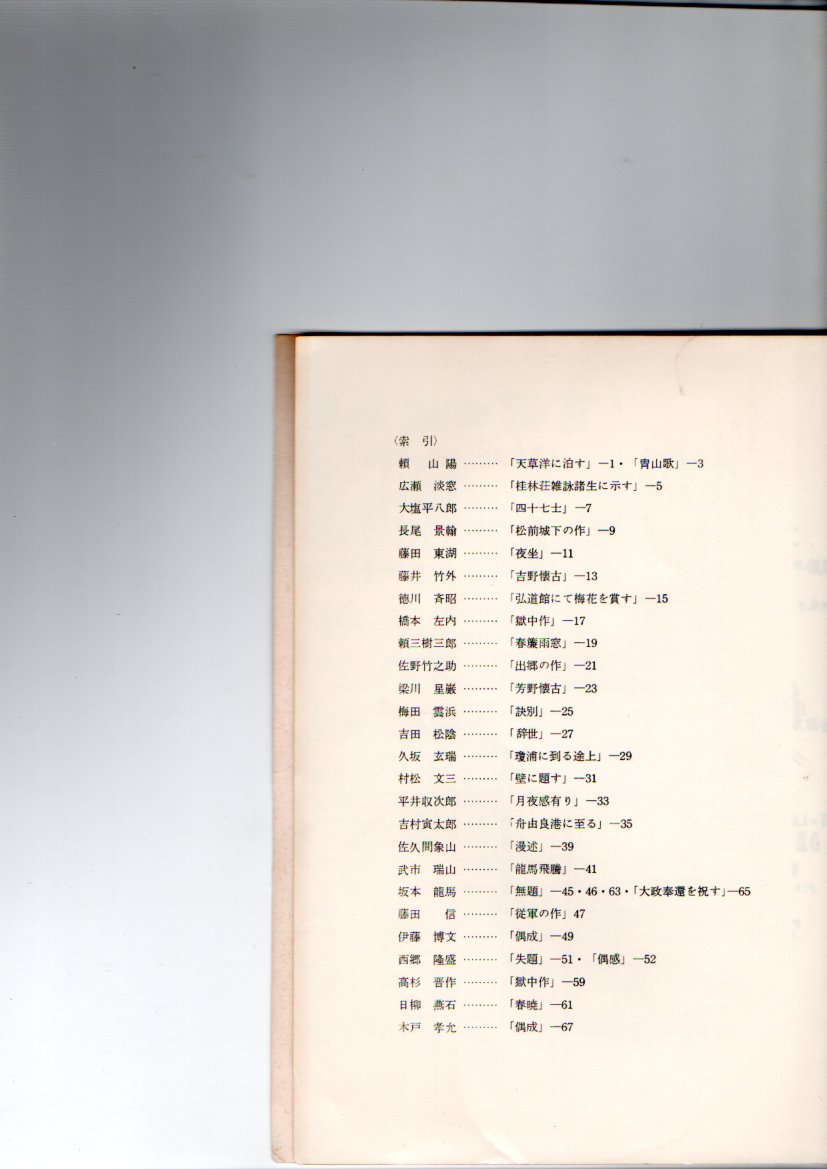 〈索 引〉
頼 山陽………「天草洋に泊す」―1・「冑山歌」―3
広瀬 淡窓………「桂林荘雑詠諸生に示す」―5
大塩平八郎………「四十七士」―7
長尾 景翰………「松前城下の作」―9
藤田 東湖………「夜坐」―11
藤井 竹外………「吉野懐古」―13
徳川 斉昭………「弘道館にて梅花を賞す」―15
橋本 左内………「獄中作」―17
頼三樹三郎………「春簾雨窓」―19
佐野竹之助………「出郷の作」―21
梁川 星巌………「芳野懐古」―23
梅田 雲浜………「訣別」―25
吉田 松陰………「辞世」―27
久坂 玄瑞………「瓊浦に到る途上」―29
村松 文三………「壁に題す」―31
平井収次郎………「月夜感有り」―33
吉村寅太郎………「舟由良港に至る」―35
佐久間象山………「漫述」―39
武市 瑞山………「龍馬飛騰」―41
坂本 龍馬………「無題」―45・46・63・「大政奉還を祝す」―65
藤田 信………「従軍の作」47
伊藤 博文………「偶成」―49
西郷 隆盛………「失題」―51・「偶感」―52
高杉 晋作………「獄中作」―59
日柳 燕石………「春暁」―61
木戸 孝允………「偶成」―67